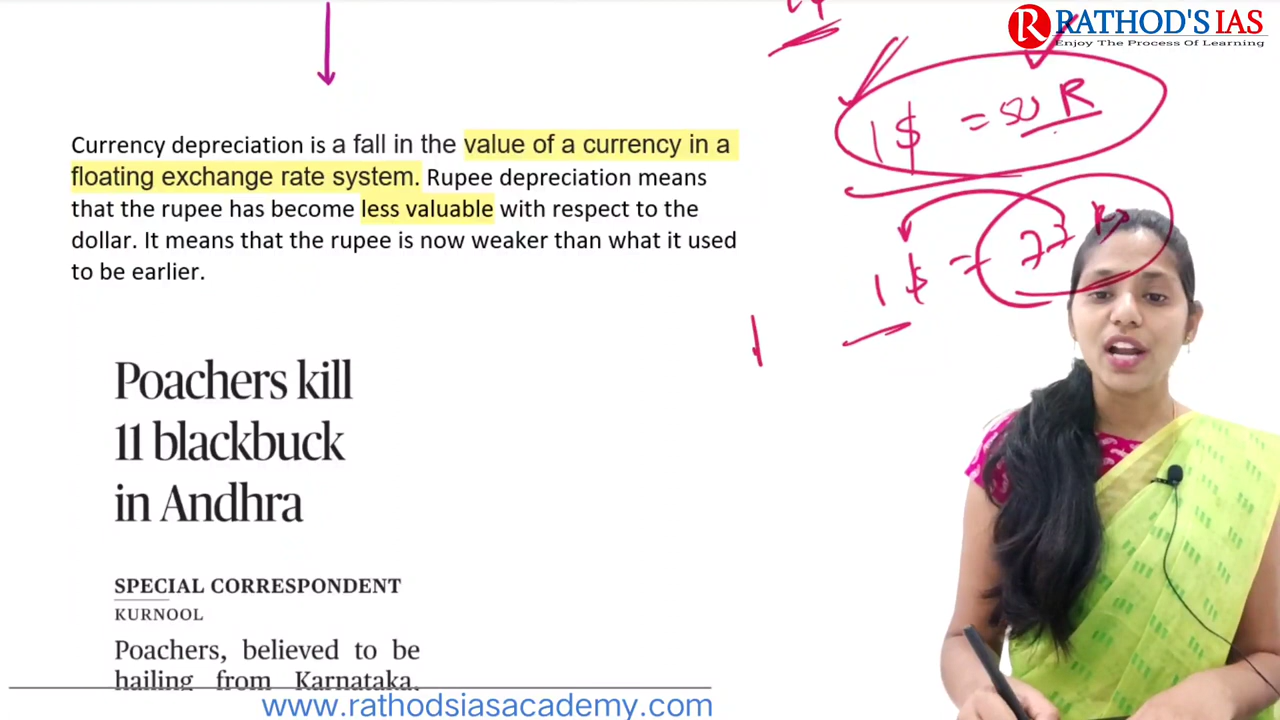 RATHOD'S IAS
Enjoy The Process Of Learning
1 $ = 50 R
Currency depreciation is a fall in the value of a currency in a
floating exchange rate system. Rupee depreciation means
that the rupee has become less valuable with respect to the
dollar. It means that the rupee is now weaker than what it used
to be earlier.
1 $ = 77 Rs
Poachers kill
11 blackbuck
in Andhra
SPECIAL CORRESPONDENT
KURNOOL
Poachers, believed to be
hailing from Karnataka,
www.rathodsiasacademy.com